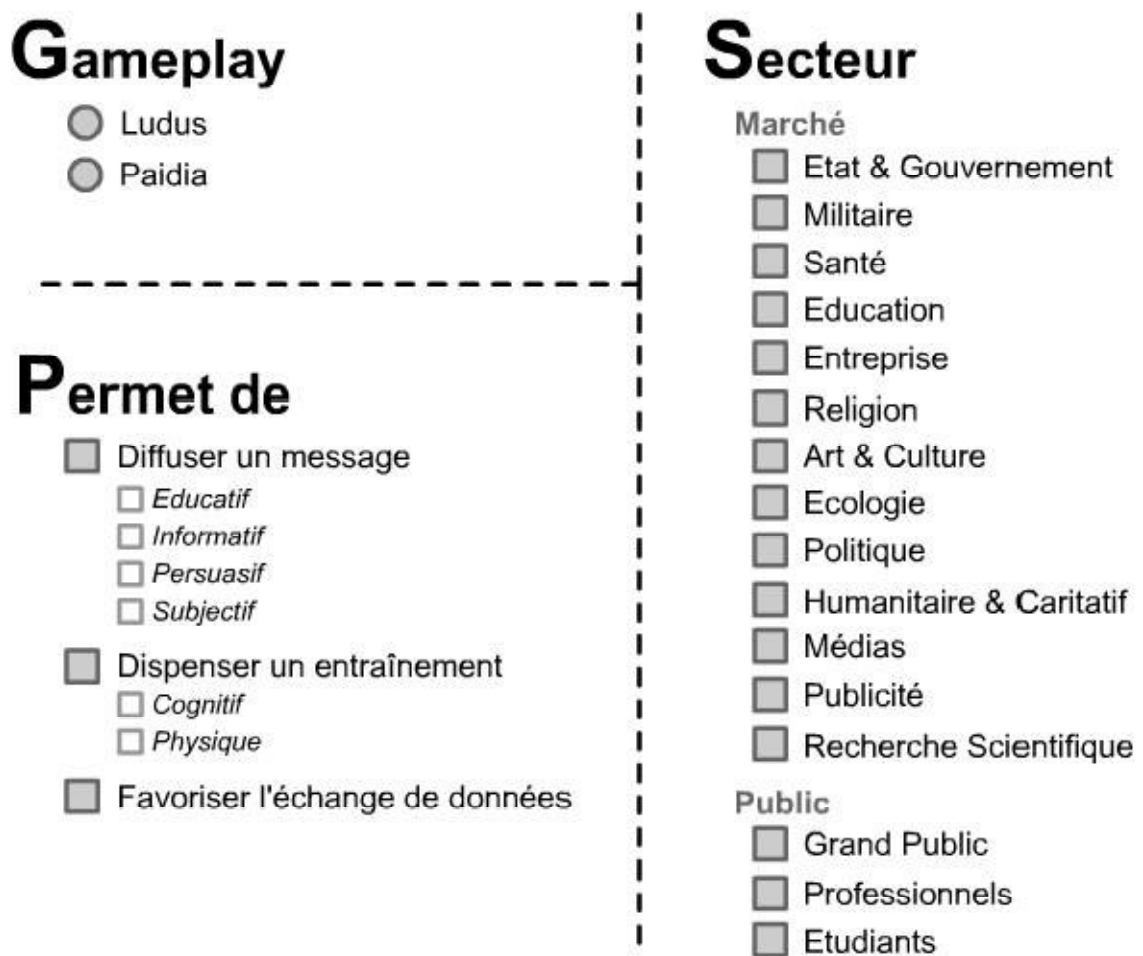 Gameplay
Ludus
Paidia
Permet de
Diffuser un message
Educatif
Informatif
Persuasif
Subjectif
Dispenser un entraînement
Cognitif
Physique
Favoriser l'échange de données
Secteur
Marché
Etat & Gouvernement
Militaire
Santé
Education
Entreprise
Religion
Art & Culture
Ecologie
Politique
Humanitaire & Caritatif
Médias
Publicité
Recherche Scientifique
Public
Grand Public
Professionnels
Etudiants